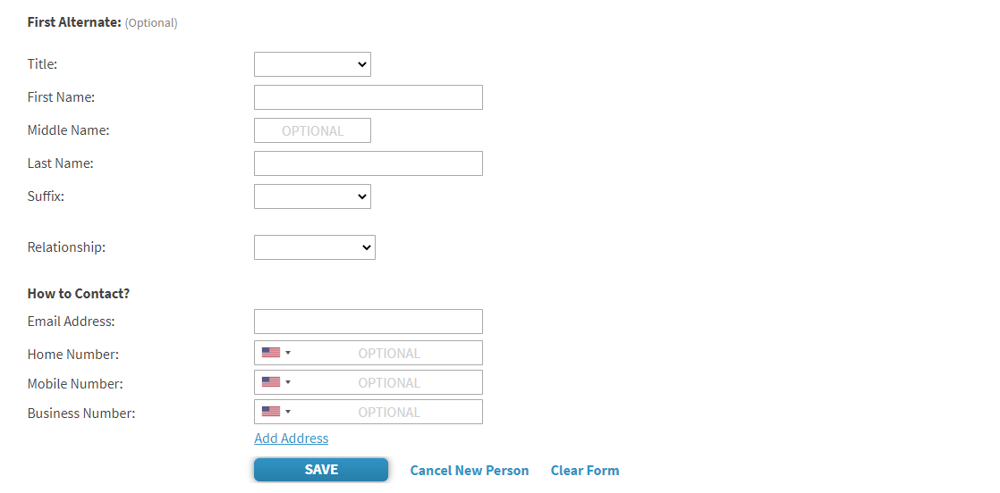 First Alternate: (Optional)
Title:
First Name:
Middle Name: OPTIONAL
Last Name:
Suffix:
Relationship:
How to Contact?
Email Address:
Home Number: OPTIONAL
Mobile Number: OPTIONAL
Business Number: OPTIONAL
Add Address
SAVE Cancel New Person Clear Form